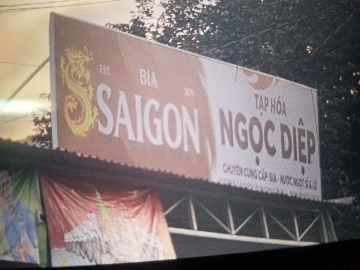 BIA
EST. 1875
SAIGON
TẠP HÓA
NGỌC DIỆP
CHUYÊN CUNG CẤP BIA - NƯỚC NGỌT SỈ & LẺ